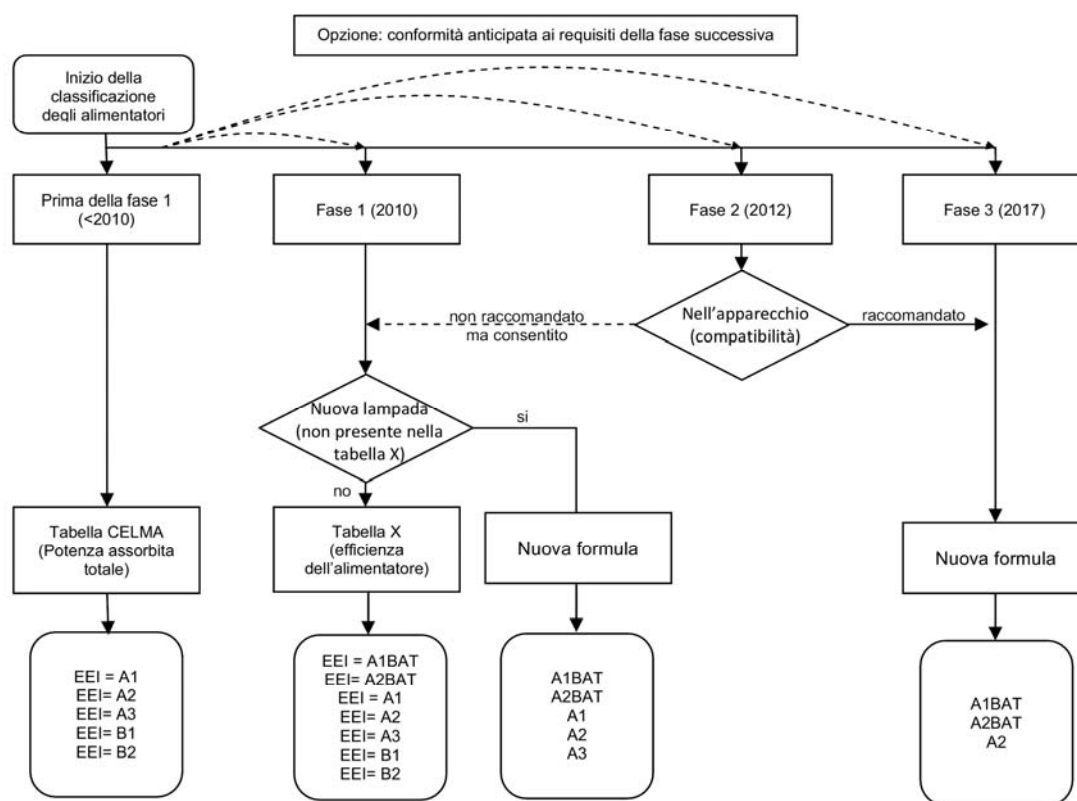 Opzione: conformità anticipata ai requisiti della fase successiva
Inizio della
classificazione
degli alimentatori
Prima della fase 1
(<2010)
Fase 1 (2010)
Fase 2 (2012)
Fase 3 (2017)
Nell'apparecchio
(compatibilità)
non raccomandato
ma consentito
raccomandato
Nuova lampada
(non presente nella
tabella X)
si
no
Tabella CELMA
(Potenza assorbita
totale)
Tabella X
(efficienza
dell'alimentatore)
Nuova formula
Nuova formula
EEI = A1
EEI= A2
EEI= A3
EEI= B1
EEI= B2
EEI = A1BAT
EEI= A2BAT
EEI = A1
EEI= A2
EEI= A3
EEI= B1
EEI= B2
A1BAT
A2BAT
A1
A2
A3
A1BAT
A2BAT
A2